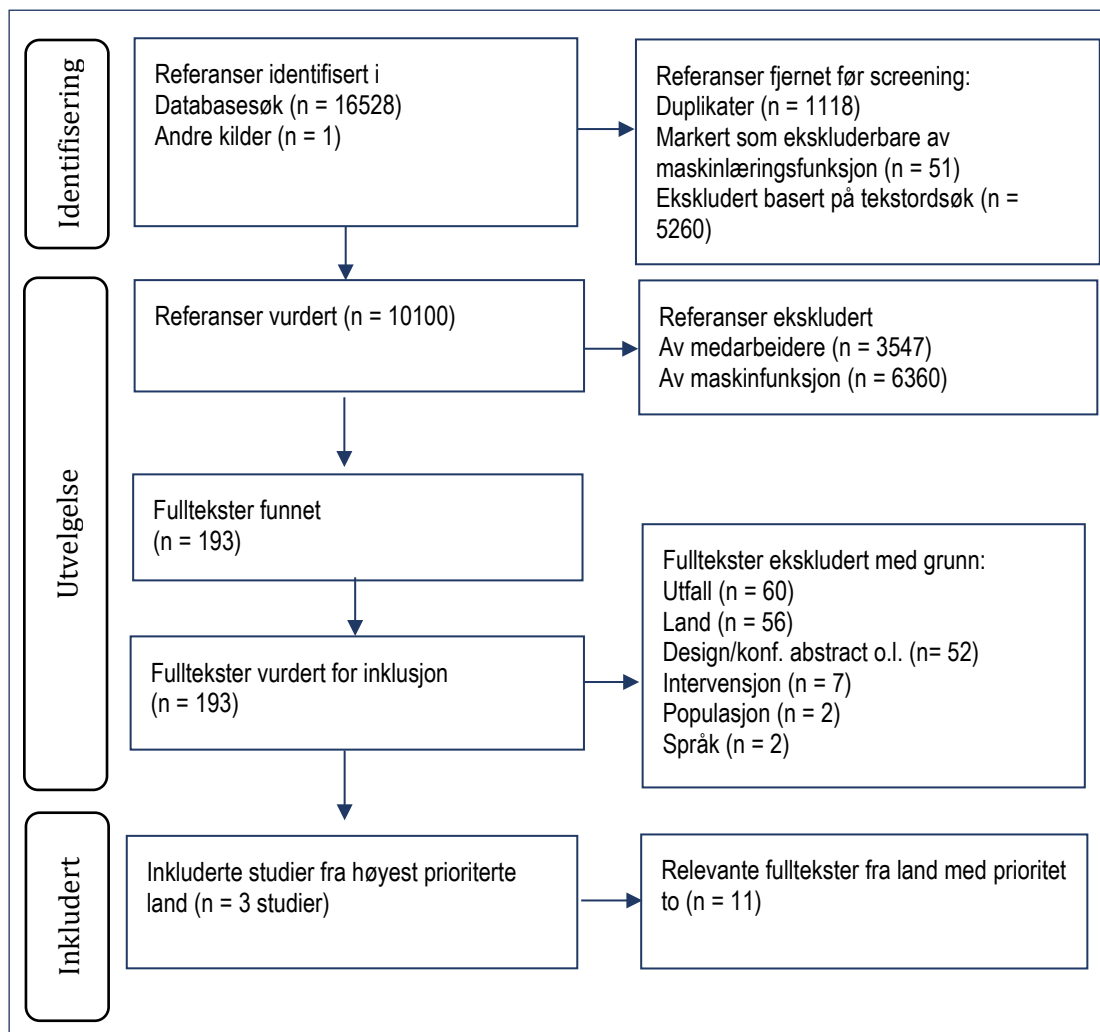 Identifisering
Referanser identifisert i
Databasesøk (n = 16528)
Andre kilder (n = 1)
Referanser fjernet før screening:
Duplikater (n = 1118)
Markert som ekskluderbare av
maskinlæringsfunksjon (n = 51)
Ekskludert basert på tekstordsøk (n =
5260)
Utvelgelse
Referanser vurdert (n = 10100)
Referanser ekskludert
Av medarbeidere (n = 3547)
Av maskinfunksjon (n = 6360)
Fulltekster funnet
(n = 193)
Fulltekster vurdert for inklusjon
(n = 193)
Fulltekster ekskludert med grunn:
Utfall (n = 60)
Land (n = 56)
Design/konf. abstract o.l. (n= 52)
Intervensjon (n = 7)
Populasjon (n = 2)
Språk (n = 2)
Inkludert
Inkluderte studier fra høyest prioriterte
land (n = 3 studier)
Relevante fulltekster fra land med prioritet
to (n = 11)